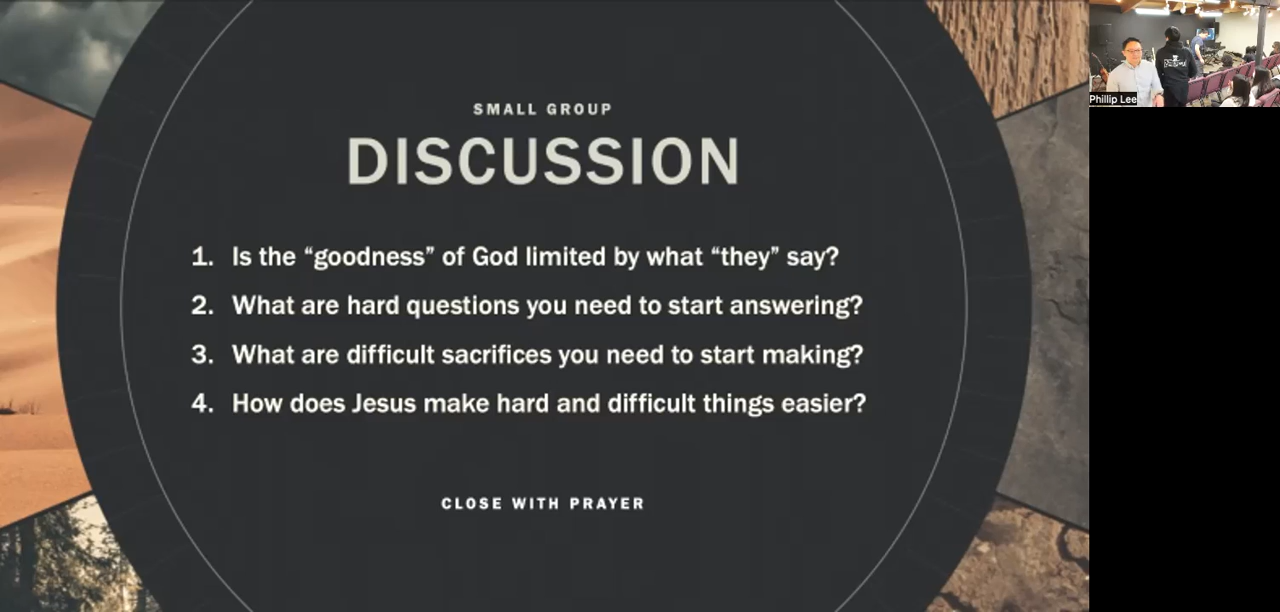 SMALL GROUP
DISCUSSION
1. Is the “goodness” of God limited by what “they” say?
2. What are hard questions you need to start answering?
3. What are difficult sacrifices you need to start making?
4. How does Jesus make hard and difficult things easier?
CLOSE WITH PRAYER
Phillip Lee